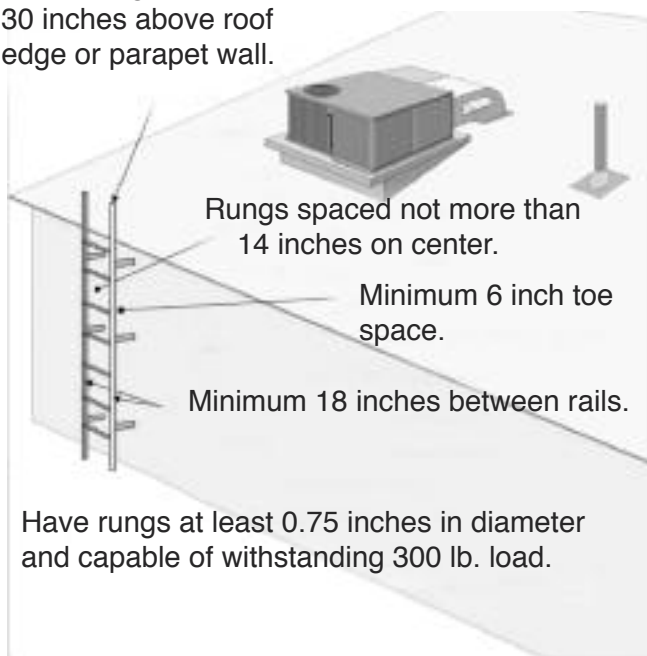 30 inches above roof
edge or parapet wall.
Rungs spaced not more than
14 inches on center.
Minimum 6 inch toe
space.
Minimum 18 inches between rails.
Have rungs at least 0.75 inches in diameter
and capable of withstanding 300 lb. load.